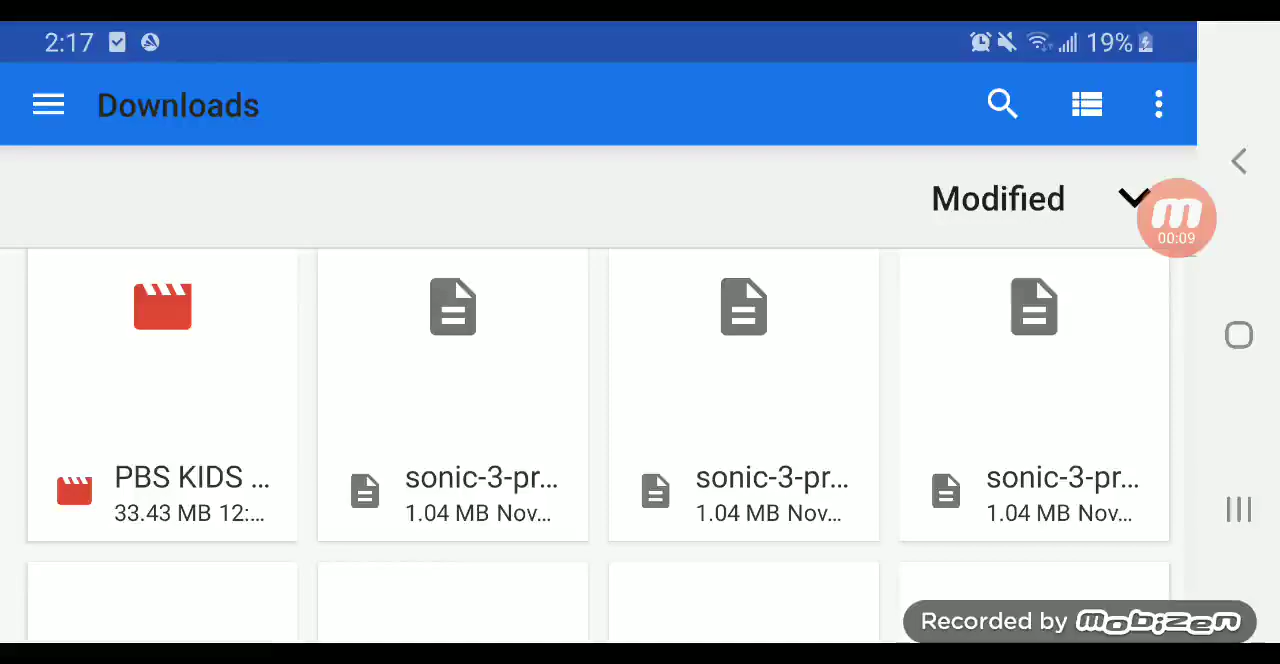 2:17
19%
Downloads
Modified
00:09
PBS KIDS ...
33.43 MB 12:...
sonic-3-pr...
1.04 MB Nov...
sonic-3-pr...
1.04 MB Nov...
sonic-3-pr...
1.04 MB Nov...
Recorded by mobizen